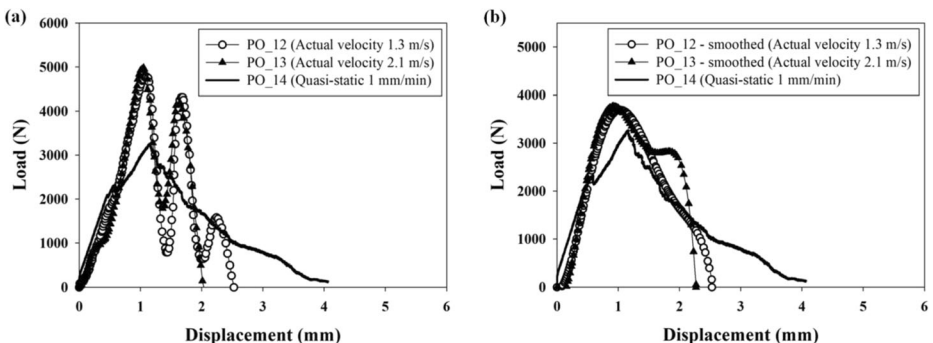 (a)
6000
5000
4000
3000
2000
1000
0
Load (N)
PO_12 (Actual velocity 1.3 m/s)
PO_13 (Actual velocity 2.1 m/s)
PO_14 (Quasi-static 1 mm/min)
0 1 2 3 4 5 6
Displacement (mm)
(b)
5000
4000
3000
2000
1000
0
Load (N)
PO_12 - smoothed (Actual velocity 1.3 m/s)
PO_13 - smoothed (Actual velocity 2.1 m/s)
PO_14 (Quasi-static 1 mm/min)
0 1 2 3 4 5 6
Displacement (mm)